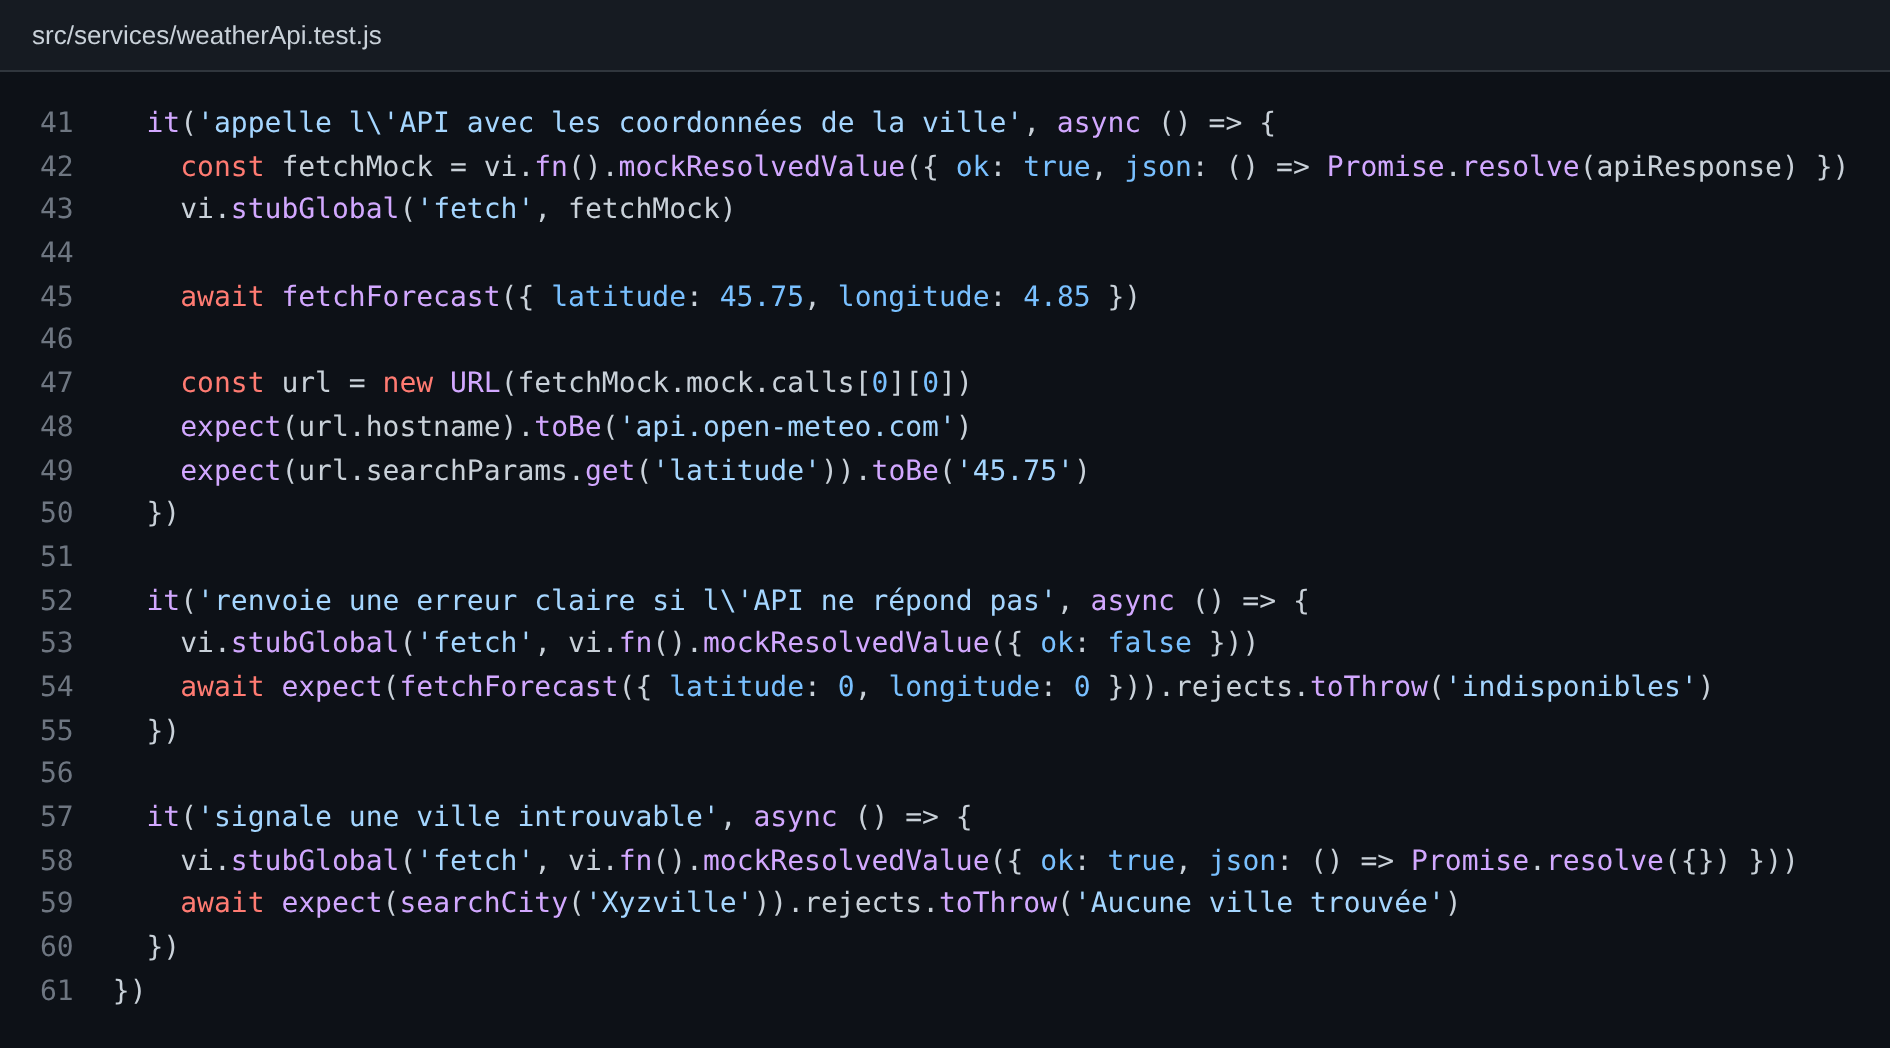 src/services/weatherApi.test.js
41   it('appelle l\'API avec les coordonnées de la ville', async () => {
42     const fetchMock = vi.fn().mockResolvedValue({ ok: true, json: () => Promise.resolve(apiResponse) })
43     vi.stubGlobal('fetch', fetchMock)
44
45     await fetchForecast({ latitude: 45.75, longitude: 4.85 })
46
47     const url = new URL(fetchMock.mock.calls[0][0])
48     expect(url.hostname).toBe('api.open-meteo.com')
49     expect(url.searchParams.get('latitude')).toBe('45.75')
50   })
51
52   it('renvoie une erreur claire si l\'API ne répond pas', async () => {
53     vi.stubGlobal('fetch', vi.fn().mockResolvedValue({ ok: false }))
54     await expect(fetchForecast({ latitude: 0, longitude: 0 })).rejects.toThrow('indisponibles')
55   })
56
57   it('signale une ville introuvable', async () => {
58     vi.stubGlobal('fetch', vi.fn().mockResolvedValue({ ok: true, json: () => Promise.resolve({}) }))
59     await expect(searchCity('Xyzville')).rejects.toThrow('Aucune ville trouvée')
60   })
61 })